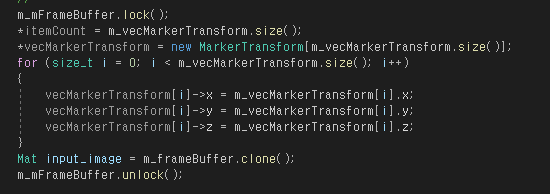 m_mFrameBuffer.lock();
*itemCount = m_vecMarkerTransform.size();
*vecMarkerTransform = new MarkerTransform[m_vecMarkerTransform.size()];
for (size_t i = 0; i < m_vecMarkerTransform.size(); i++)
{
vecMarkerTransform[i]->x = m_vecMarkerTransform[i].x;
vecMarkerTransform[i]->y = m_vecMarkerTransform[i].y;
vecMarkerTransform[i]->z = m_vecMarkerTransform[i].z;
}
Mat input_image = m_frameBuffer.clone();
m_mFrameBuffer.unlock();